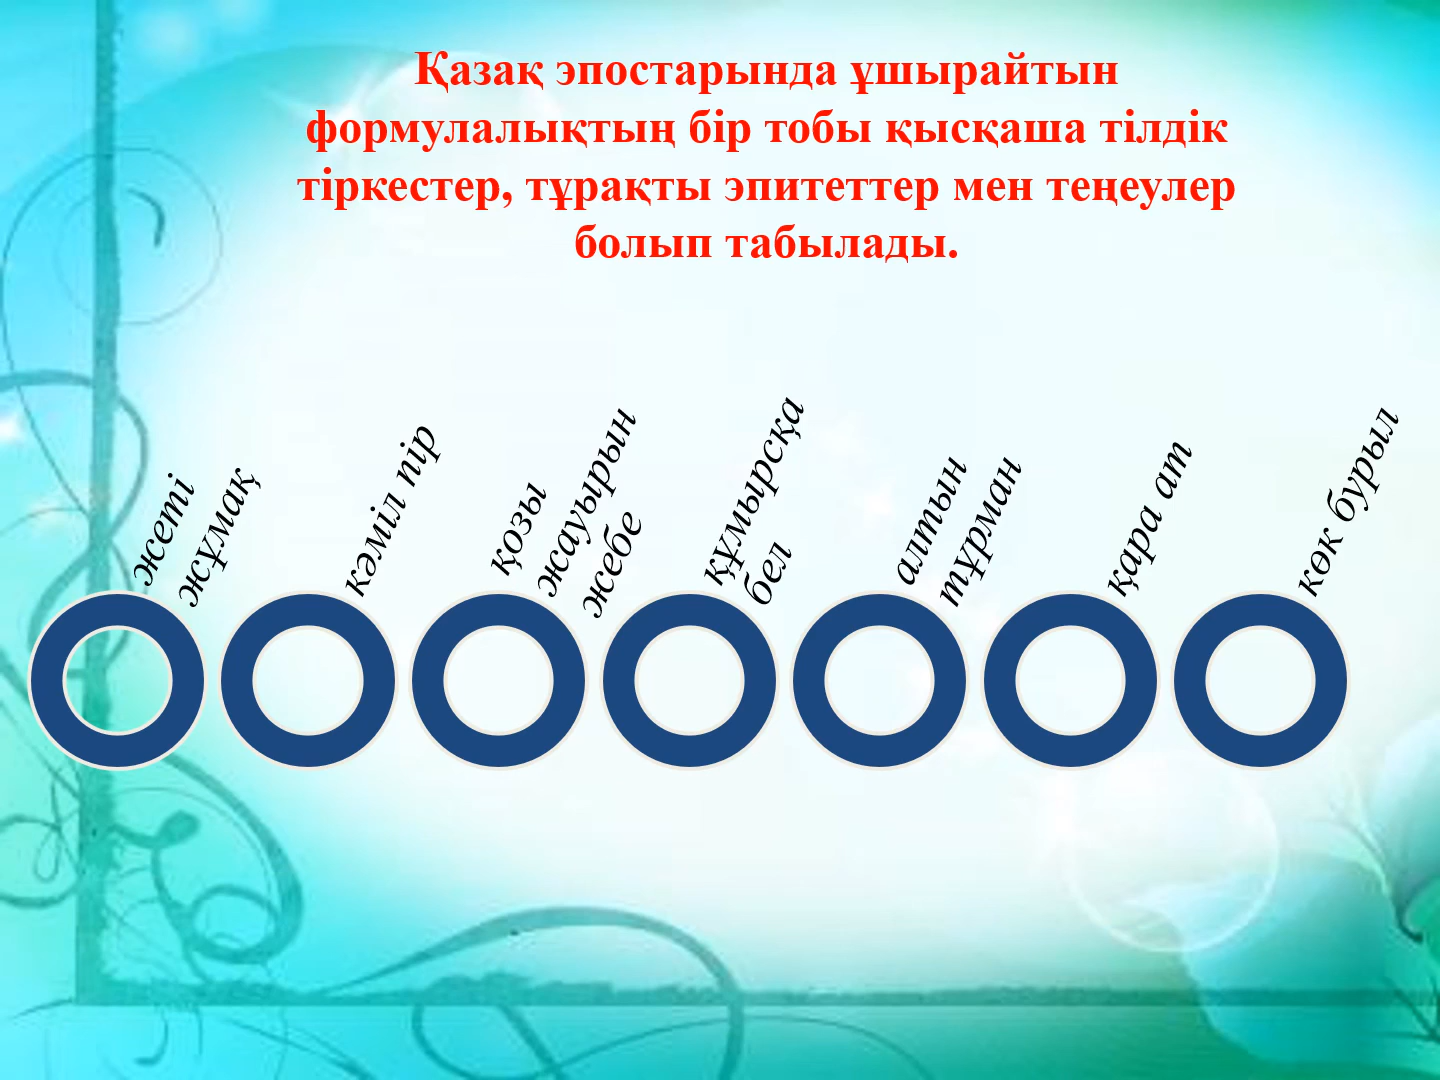 Қазақ эпостарында ұшырайтын
формулалықтың бір тобы қысқаша тілдік
тіркестер, тұрақты эпитеттер мен теңеулер
болып табылады.
жеті
жұмақ
кәміл пір
қозы
жауырын
жебе
құмырсқа
бел
алтын
тұрман
қара ат
көк бурыл